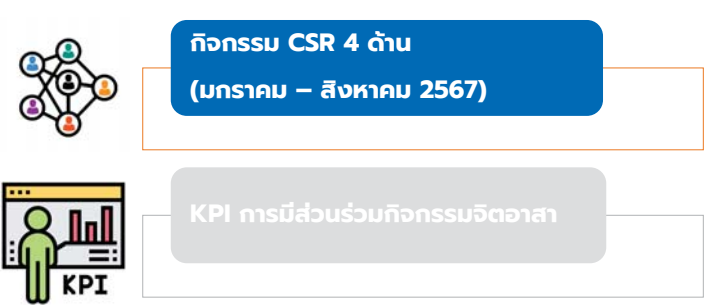 กิจกรรม CSR 4 ด้าน
(มกราคม – สิงหาคม 2567)
KPI การมีส่วนร่วมกิจกรรมจิตอาสา
KPI